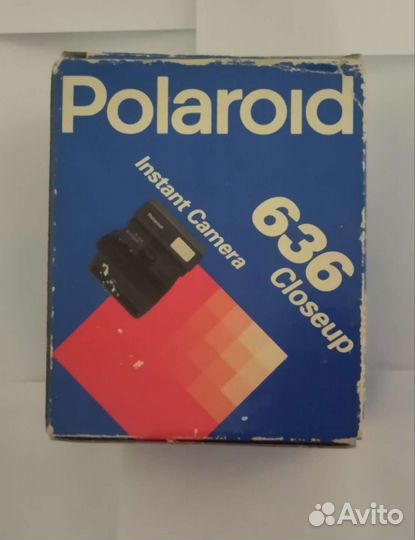 Polaroid
Instant Camera
636
Closeup
Avito